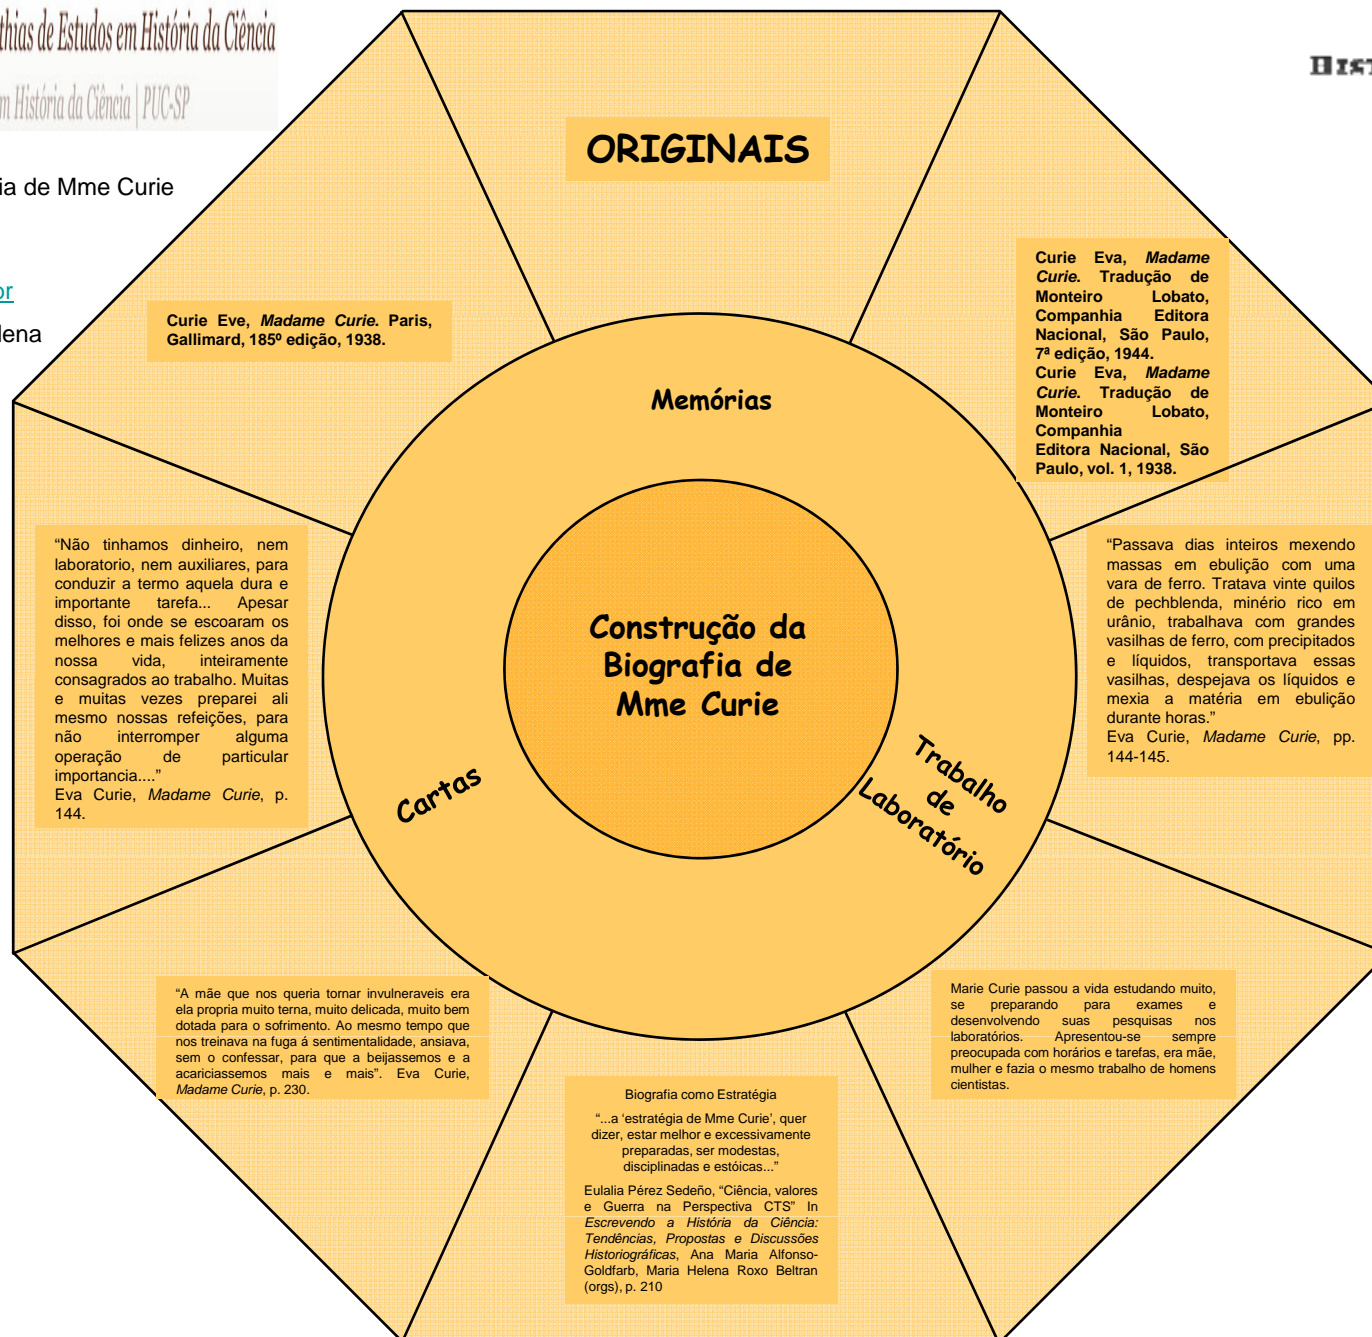 thias de Estudos em História da Ciência
m História da Ciência | PUC-SP
HIST
ia de Mme Curie
or
lena
ORIGINAIS
Curie Eve, Madame Curie. Paris,
Gallimard, 185º edição, 1938.
Curie Eva, Madame
Curie. Tradução de
Monteiro Lobato,
Companhia Editora
Nacional, São Paulo,
7ª edição, 1944.
Curie Eva, Madame
Curie. Tradução de
Monteiro Lobato,
Companhia
Editora Nacional, São
Paulo, vol. 1, 1938.
Memórias
Construção da
Biografia de
Mme Curie
Cartas
Trabalho
de
Laboratório
“Não tinhamos dinheiro, nem
laboratorio, nem auxiliares, para
conduzir a termo aquela dura e
importante tarefa... Apesar
disso, foi onde se escoaram os
melhores e mais felizes anos da
nossa vida, inteiramente
consagrados ao trabalho. Muitas
e muitas vezes preparei ali
mesmo nossas refeições, para
não interromper alguma
operação de particular
importancia....”
Eva Curie, Madame Curie, p.
144.
“Passava dias inteiros mexendo
massas em ebulição com uma
vara de ferro. Tratava vinte quilos
de pechblenda, minério rico em
urânio, trabalhava com grandes
vasilhas de ferro, com precipitados
e líquidos, transportava essas
vasilhas, despejava os líquidos e
mexia a matéria em ebulição
durante horas.”
Eva Curie, Madame Curie, pp.
144-145.
“A mãe que nos queria tornar invulneraveis era
ela propria muito terna, muito delicada, muito bem
dotada para o sofrimento. Ao mesmo tempo que
nos treinava na fuga á sentimentalidade, ansiava,
sem o confessar, para que a beijassemos e a
acariciassemos mais e mais”. Eva Curie,
Madame Curie, p. 230.
Marie Curie passou a vida estudando muito,
se preparando para exames e
desenvolvendo suas pesquisas nos
laboratórios. Apresentou-se sempre
preocupada com horários e tarefas, era mãe,
mulher e fazia o mesmo trabalho de homens
cientistas.
Biografia como Estratégia
“...a ‘estratégia de Mme Curie’, quer
dizer, estar melhor e excessivamente
preparadas, ser modestas,
disciplinadas e estóicas...”
Eulalia Pérez Sedeño, “Ciência, valores
e Guerra na Perspectiva CTS” In
Escrevendo a História da Ciência:
Tendências, Propostas e Discussões
Historiográficas, Ana Maria Alfonso-
Goldfarb, Maria Helena Roxo Beltran
(orgs), p. 210